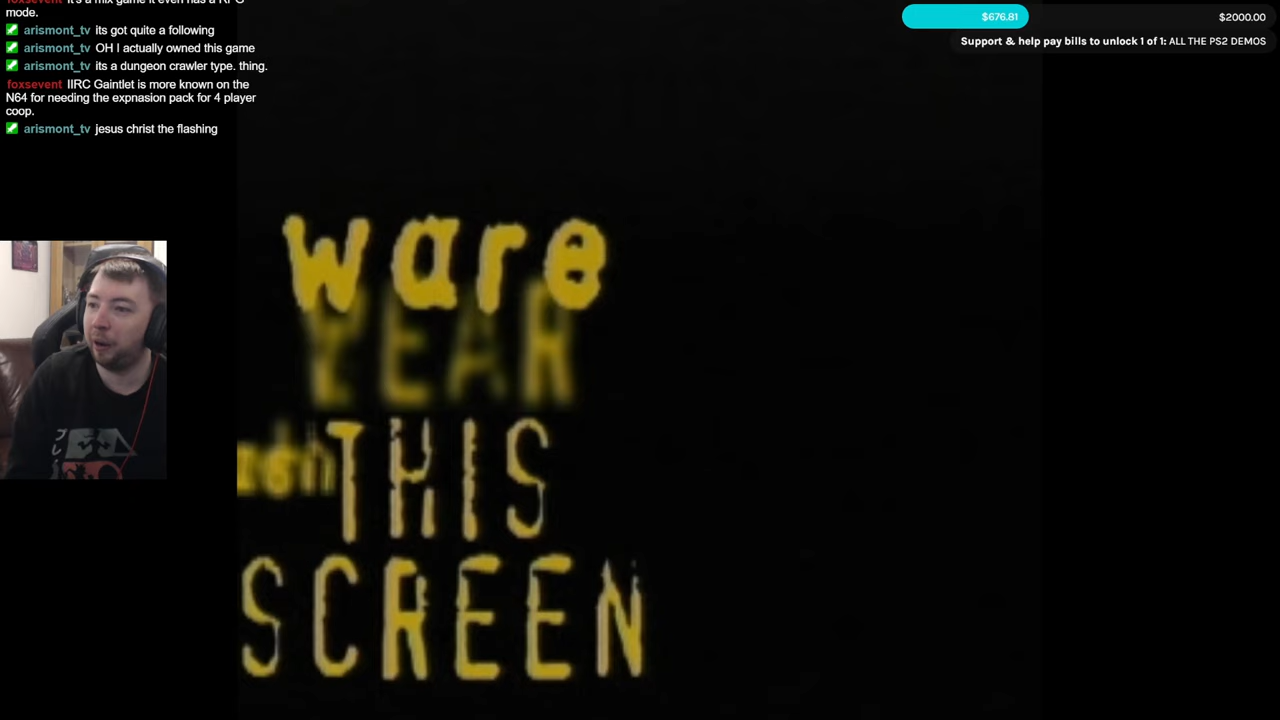 foxsevent It's a mix game it even has a RPG
mode.
arismont_tv its got quite a following
arismont_tv OH I actually owned this game
arismont_tv its a dungeon crawler type. thing.
foxsevent IIRC Gaintlet is more known on the
N64 for needing the expnasion pack for 4 player
coop.
arismont_tv jesus christ the flashing
$676.81 $2000.00
Support & help pay bills to unlock 1 of 1: ALL THE PS2 DEMOS
ware
YEAR
THIS
SCREEN